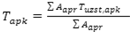 T_apk = ∑ A_apr T_uzst,apk / ∑ A_apr